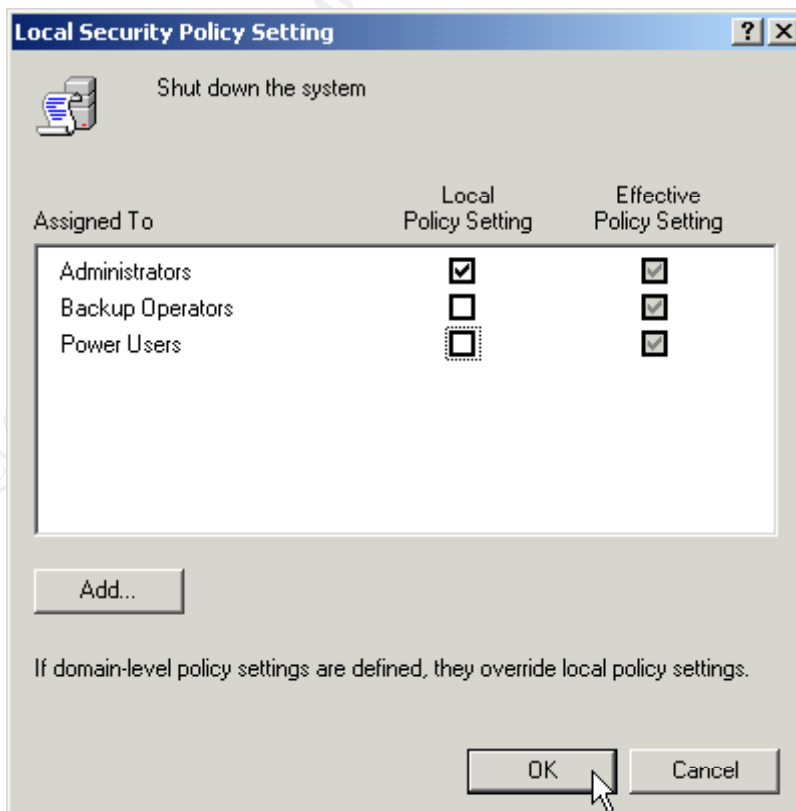 Local Security Policy Setting
Shut down the system
Assigned To Local Policy Setting Effective Policy Setting
Administrators
Backup Operators
Power Users
Add...
If domain-level policy settings are defined, they override local policy settings.
OK Cancel